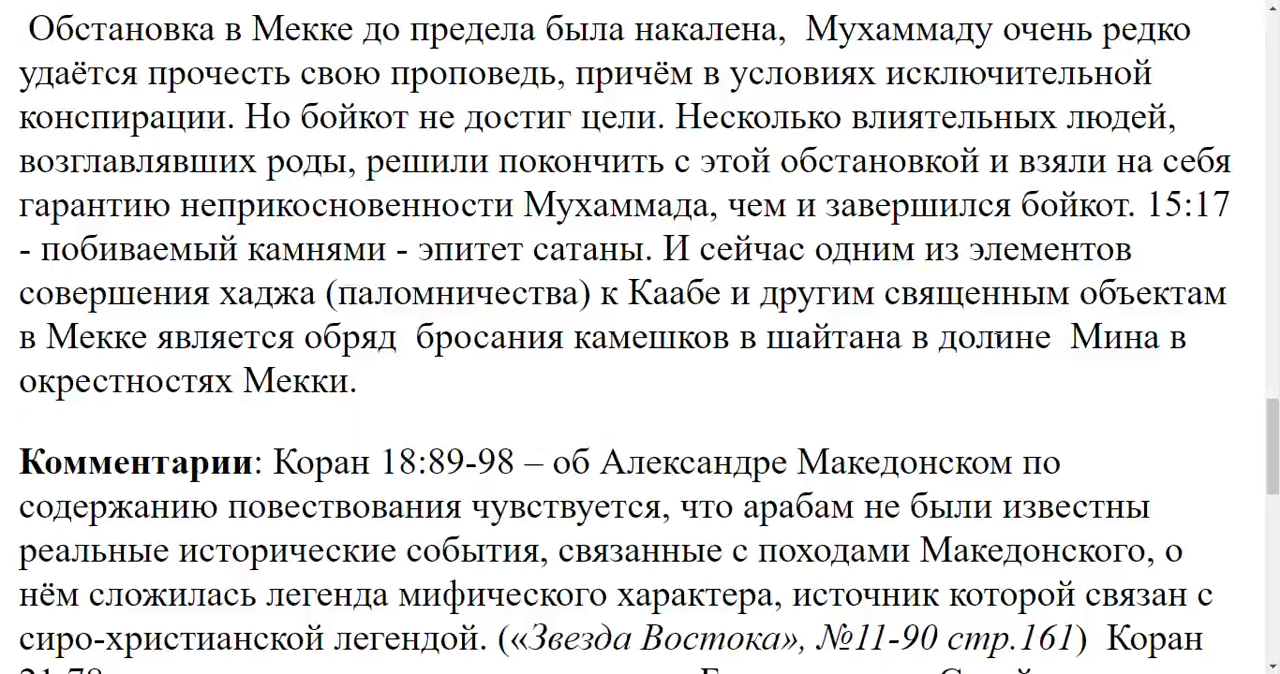 Обстановка в Мекке до предела была накалена,  Мухаммаду очень редко
удаётся прочесть свою проповедь, причём в условиях исключительной
конспирации. Но бойкот не достиг цели. Несколько влиятельных людей,
возглавлявших роды, решили покончить с этой обстановкой и взяли на себя
гарантию неприкосновенности Мухаммада, чем и завершился бойкот. 15:17
- побиваемый камнями - эпитет сатаны. И сейчас одним из элементов
совершения хаджа (паломничества) к Каабе и другим священным объектам
в Мекке является обряд  бросания камешков в шайтана в долине  Мина в
окрестностях Мекки.
Комментарии: Коран 18:89-98 – об Александре Македонском по
содержанию повествования чувствуется, что арабам не были известны
реальные исторические события, связанные с походами Македонского, о
нём сложилась легенда мифического характера, источник которой связан с
сиро-христианской легендой. («Звезда Востока», №11-90 стр.161)  Коран